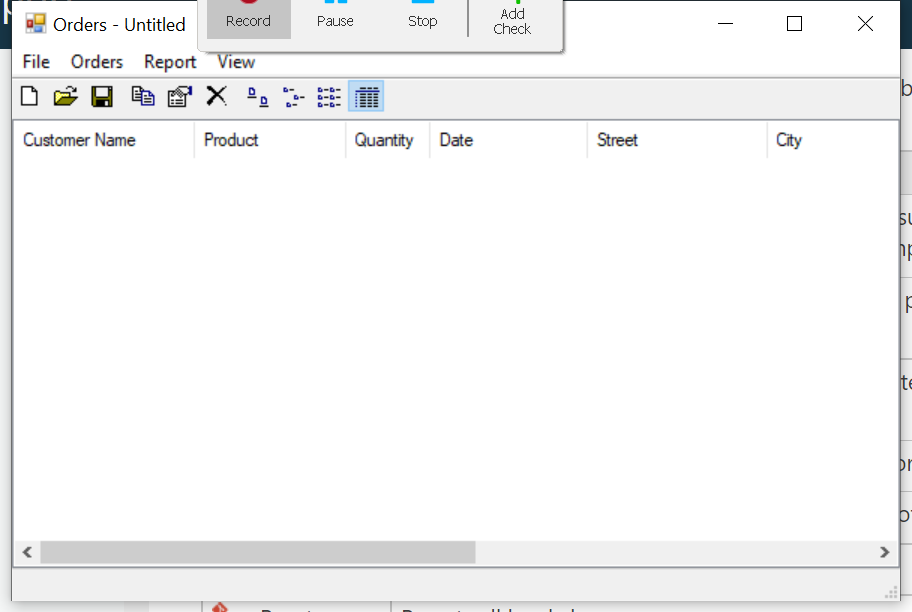 Orders - Untitled
Record
Pause
Stop
Add
Check
File Orders Report View
Customer Name Product Quantity Date Street City